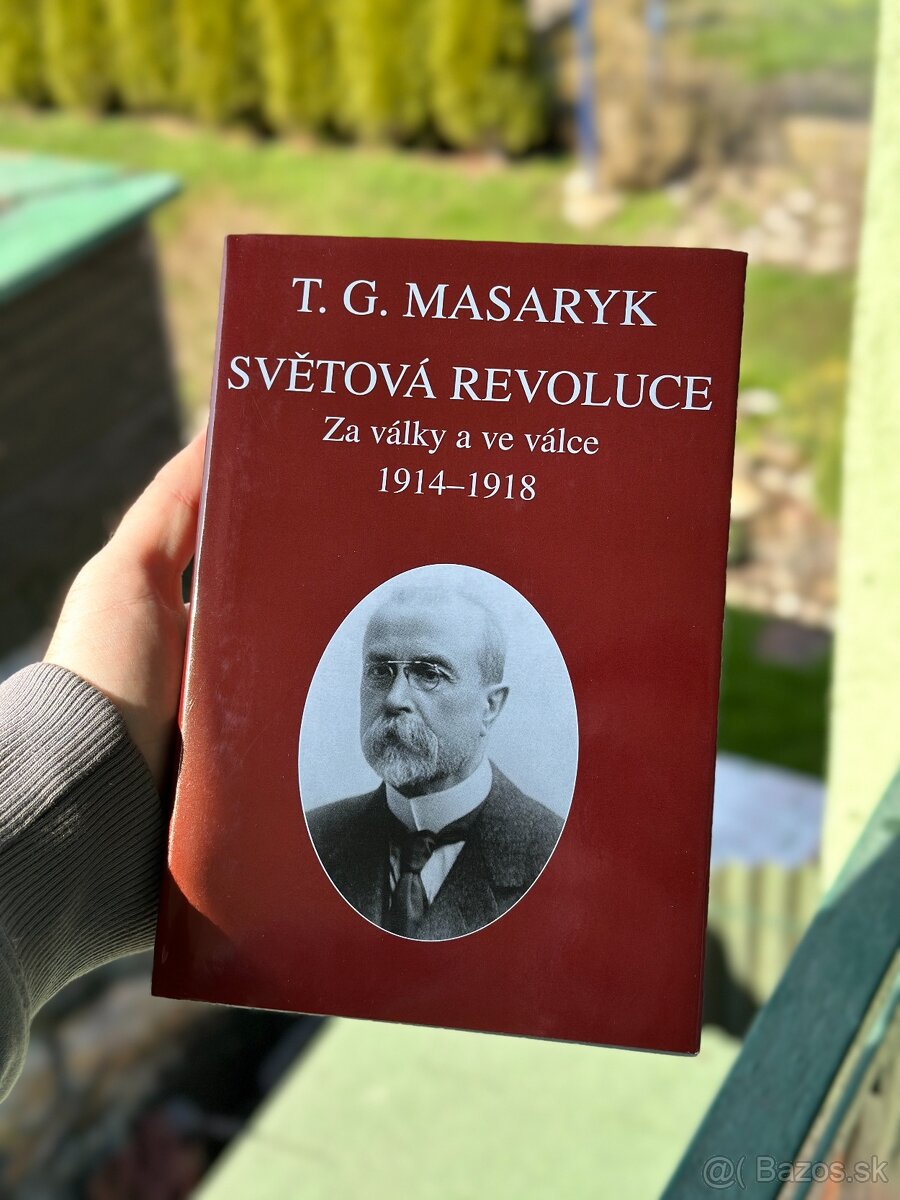 T. G. MASARYK
SVĚTOVÁ REVOLUCE
Za války a ve válce
1914–1918
@( Bazos.sk